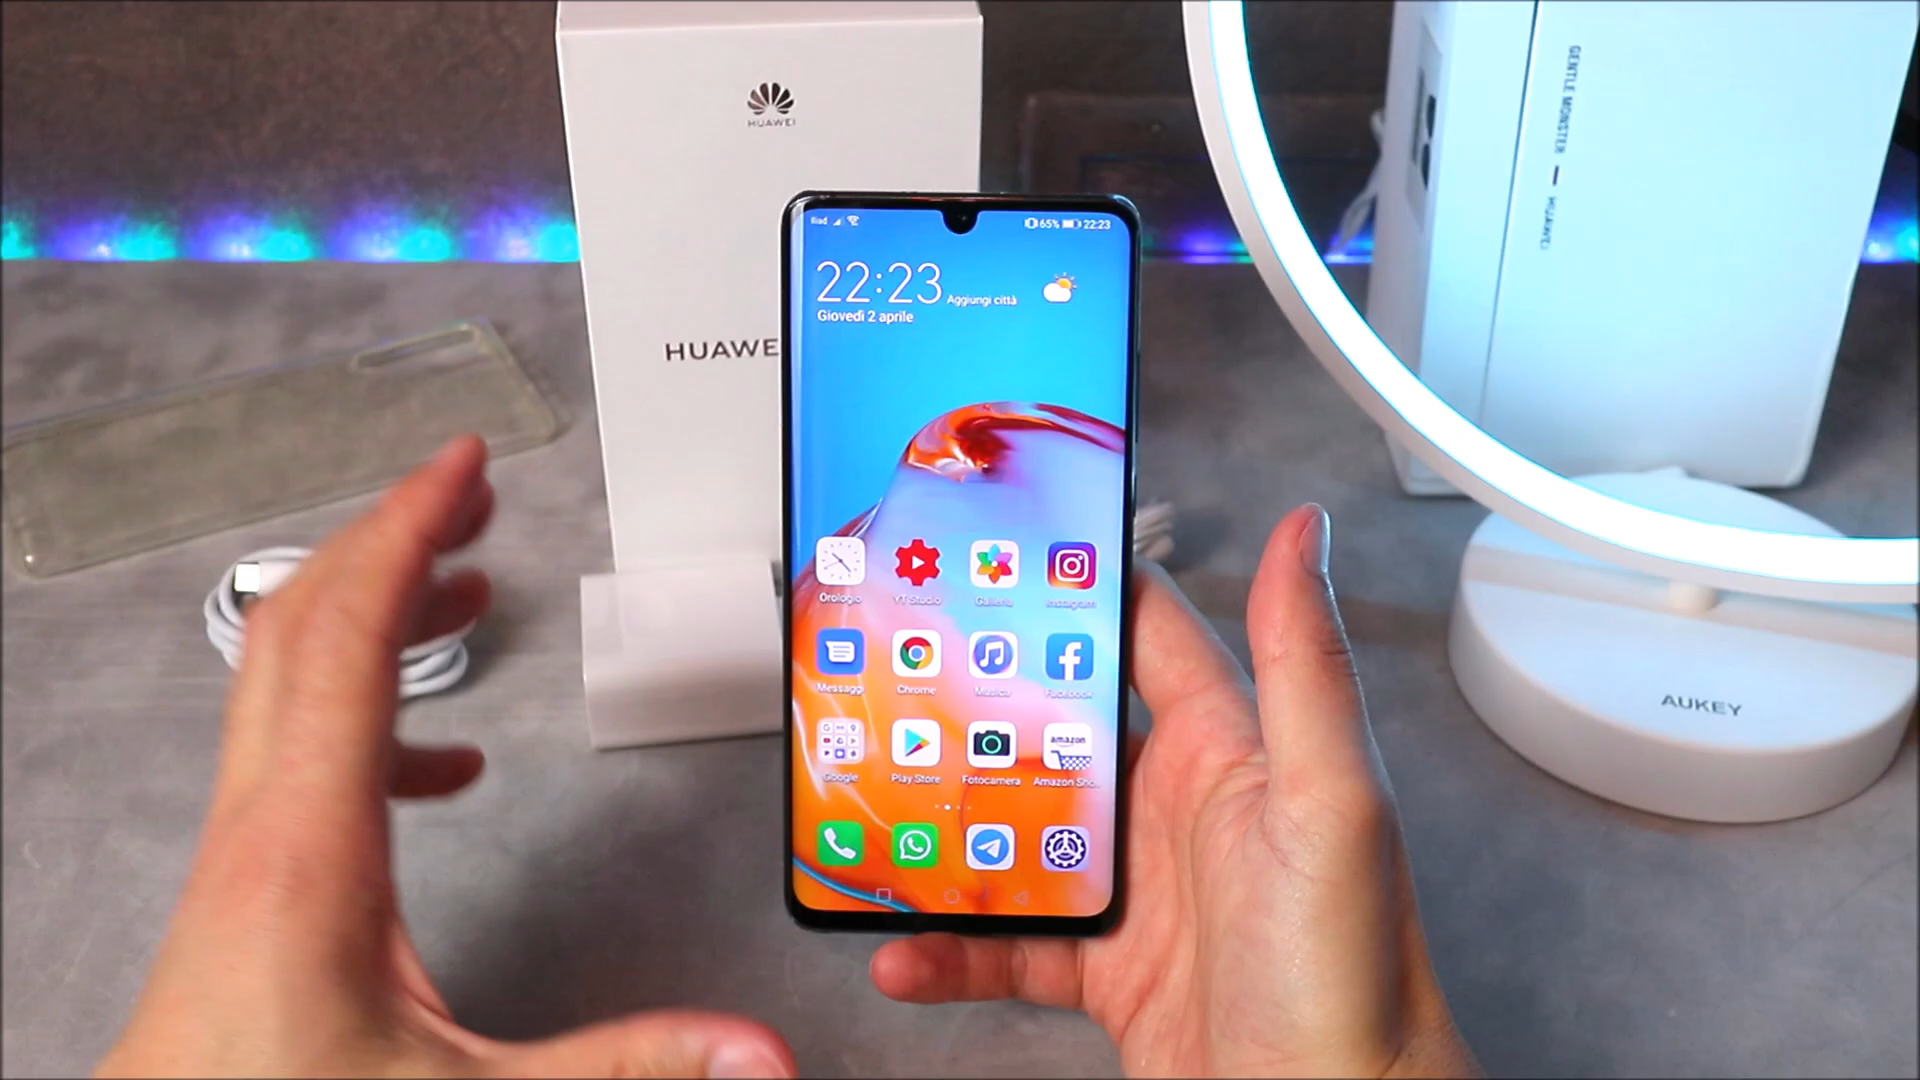 HUAWEI
HUAWE
GENTLE MONSTER — HUAWEI
Iliad
65%
22:23
22:23
Aggiungi città
Giovedì 2 aprile
Orologio
YT Studio
Galleria
Instagram
Messaggi
Chrome
Musica
Facebook
Google
Play Store
Fotocamera
amazon
Amazon Sho..
AUKEY